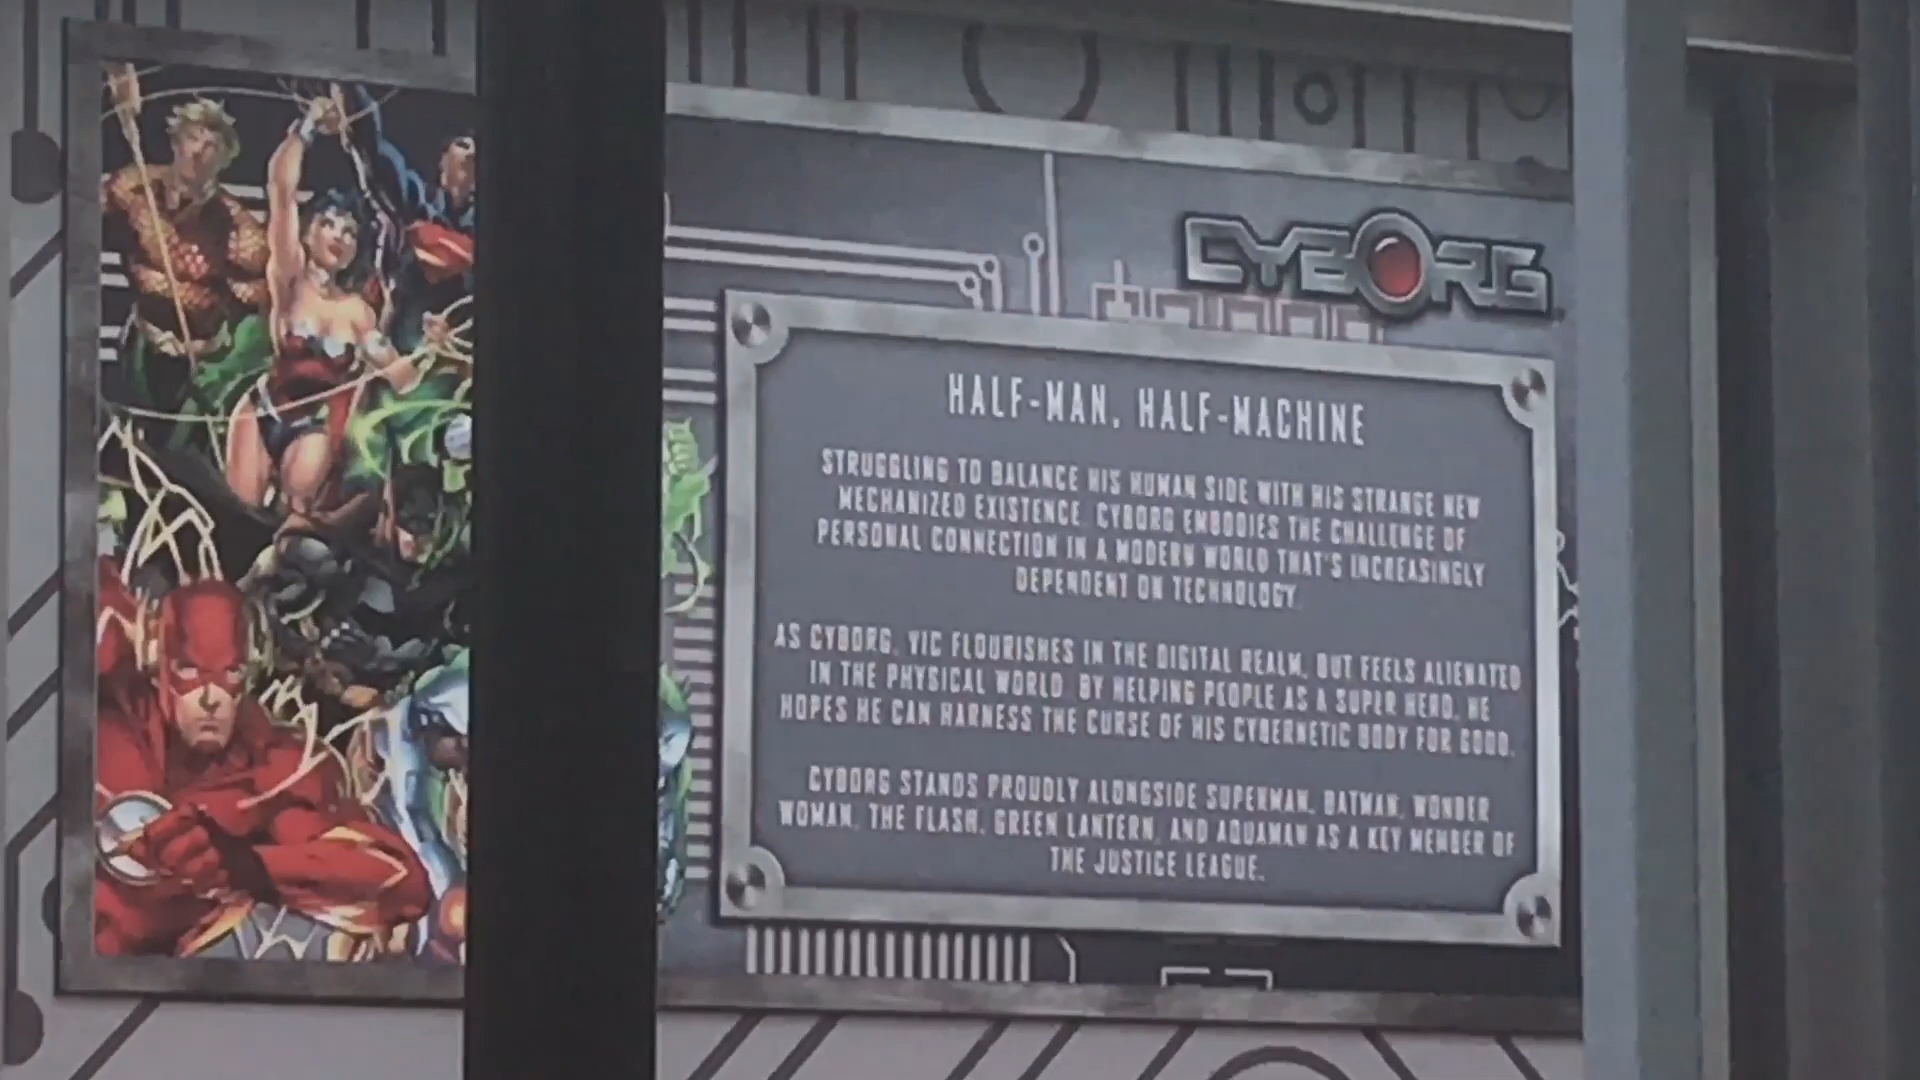 CYBORG
HALF-MAN, HALF-MACHINE
STRUGGLING TO BALANCE HIS HUMAN SIDE WITH HIS STRANGE NEW
MECHANIZED EXISTENCE, CYBORG EMBODIES THE CHALLENGE OF
PERSONAL CONNECTION IN A MODERN WORLD THAT'S INCREASINGLY
DEPENDENT ON TECHNOLOGY.
AS CYBORG, VIC FLOURISHES IN THE DIGITAL REALM, BUT FEELS ALIENATED
IN THE PHYSICAL WORLD. BY HELPING PEOPLE AS A SUPER HERO, HE
HOPES HE CAN HARNESS THE CURSE OF HIS CYBERNETIC BODY FOR GOOD.
CYBORG STANDS PROUDLY ALONGSIDE SUPERMAN, BATMAN, WONDER
WOMAN, THE FLASH, GREEN LANTERN, AND AQUAMAN AS A KEY MEMBER OF
THE JUSTICE LEAGUE.